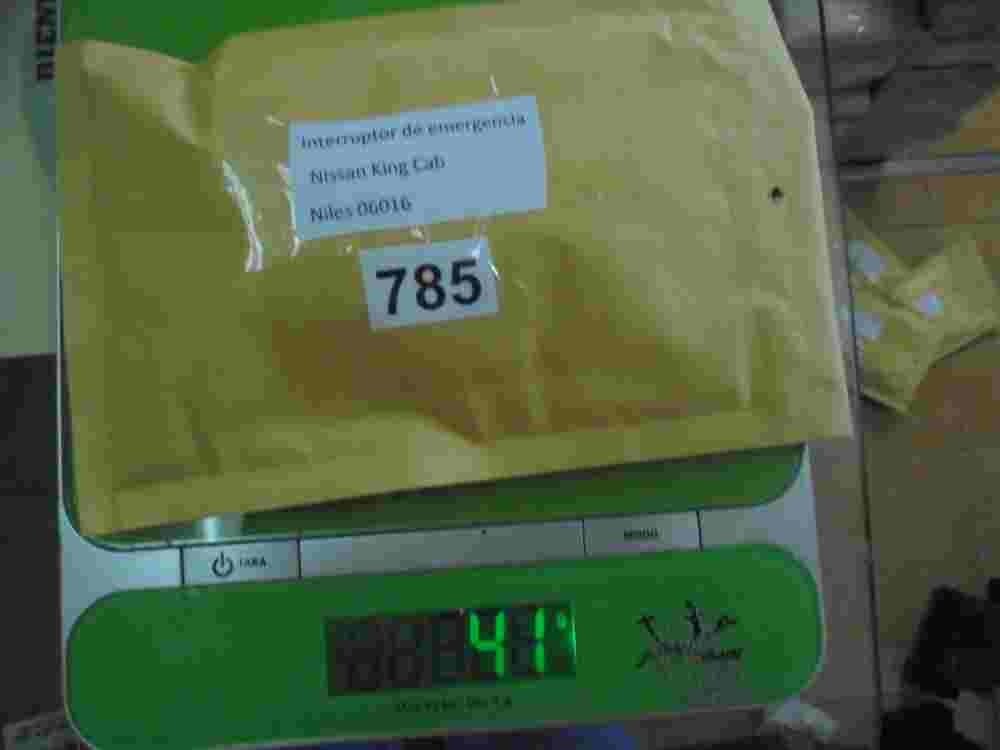 Interruptor de emergencia
Nissan King Cab
Niles 06016
785
TARA
MODO
41